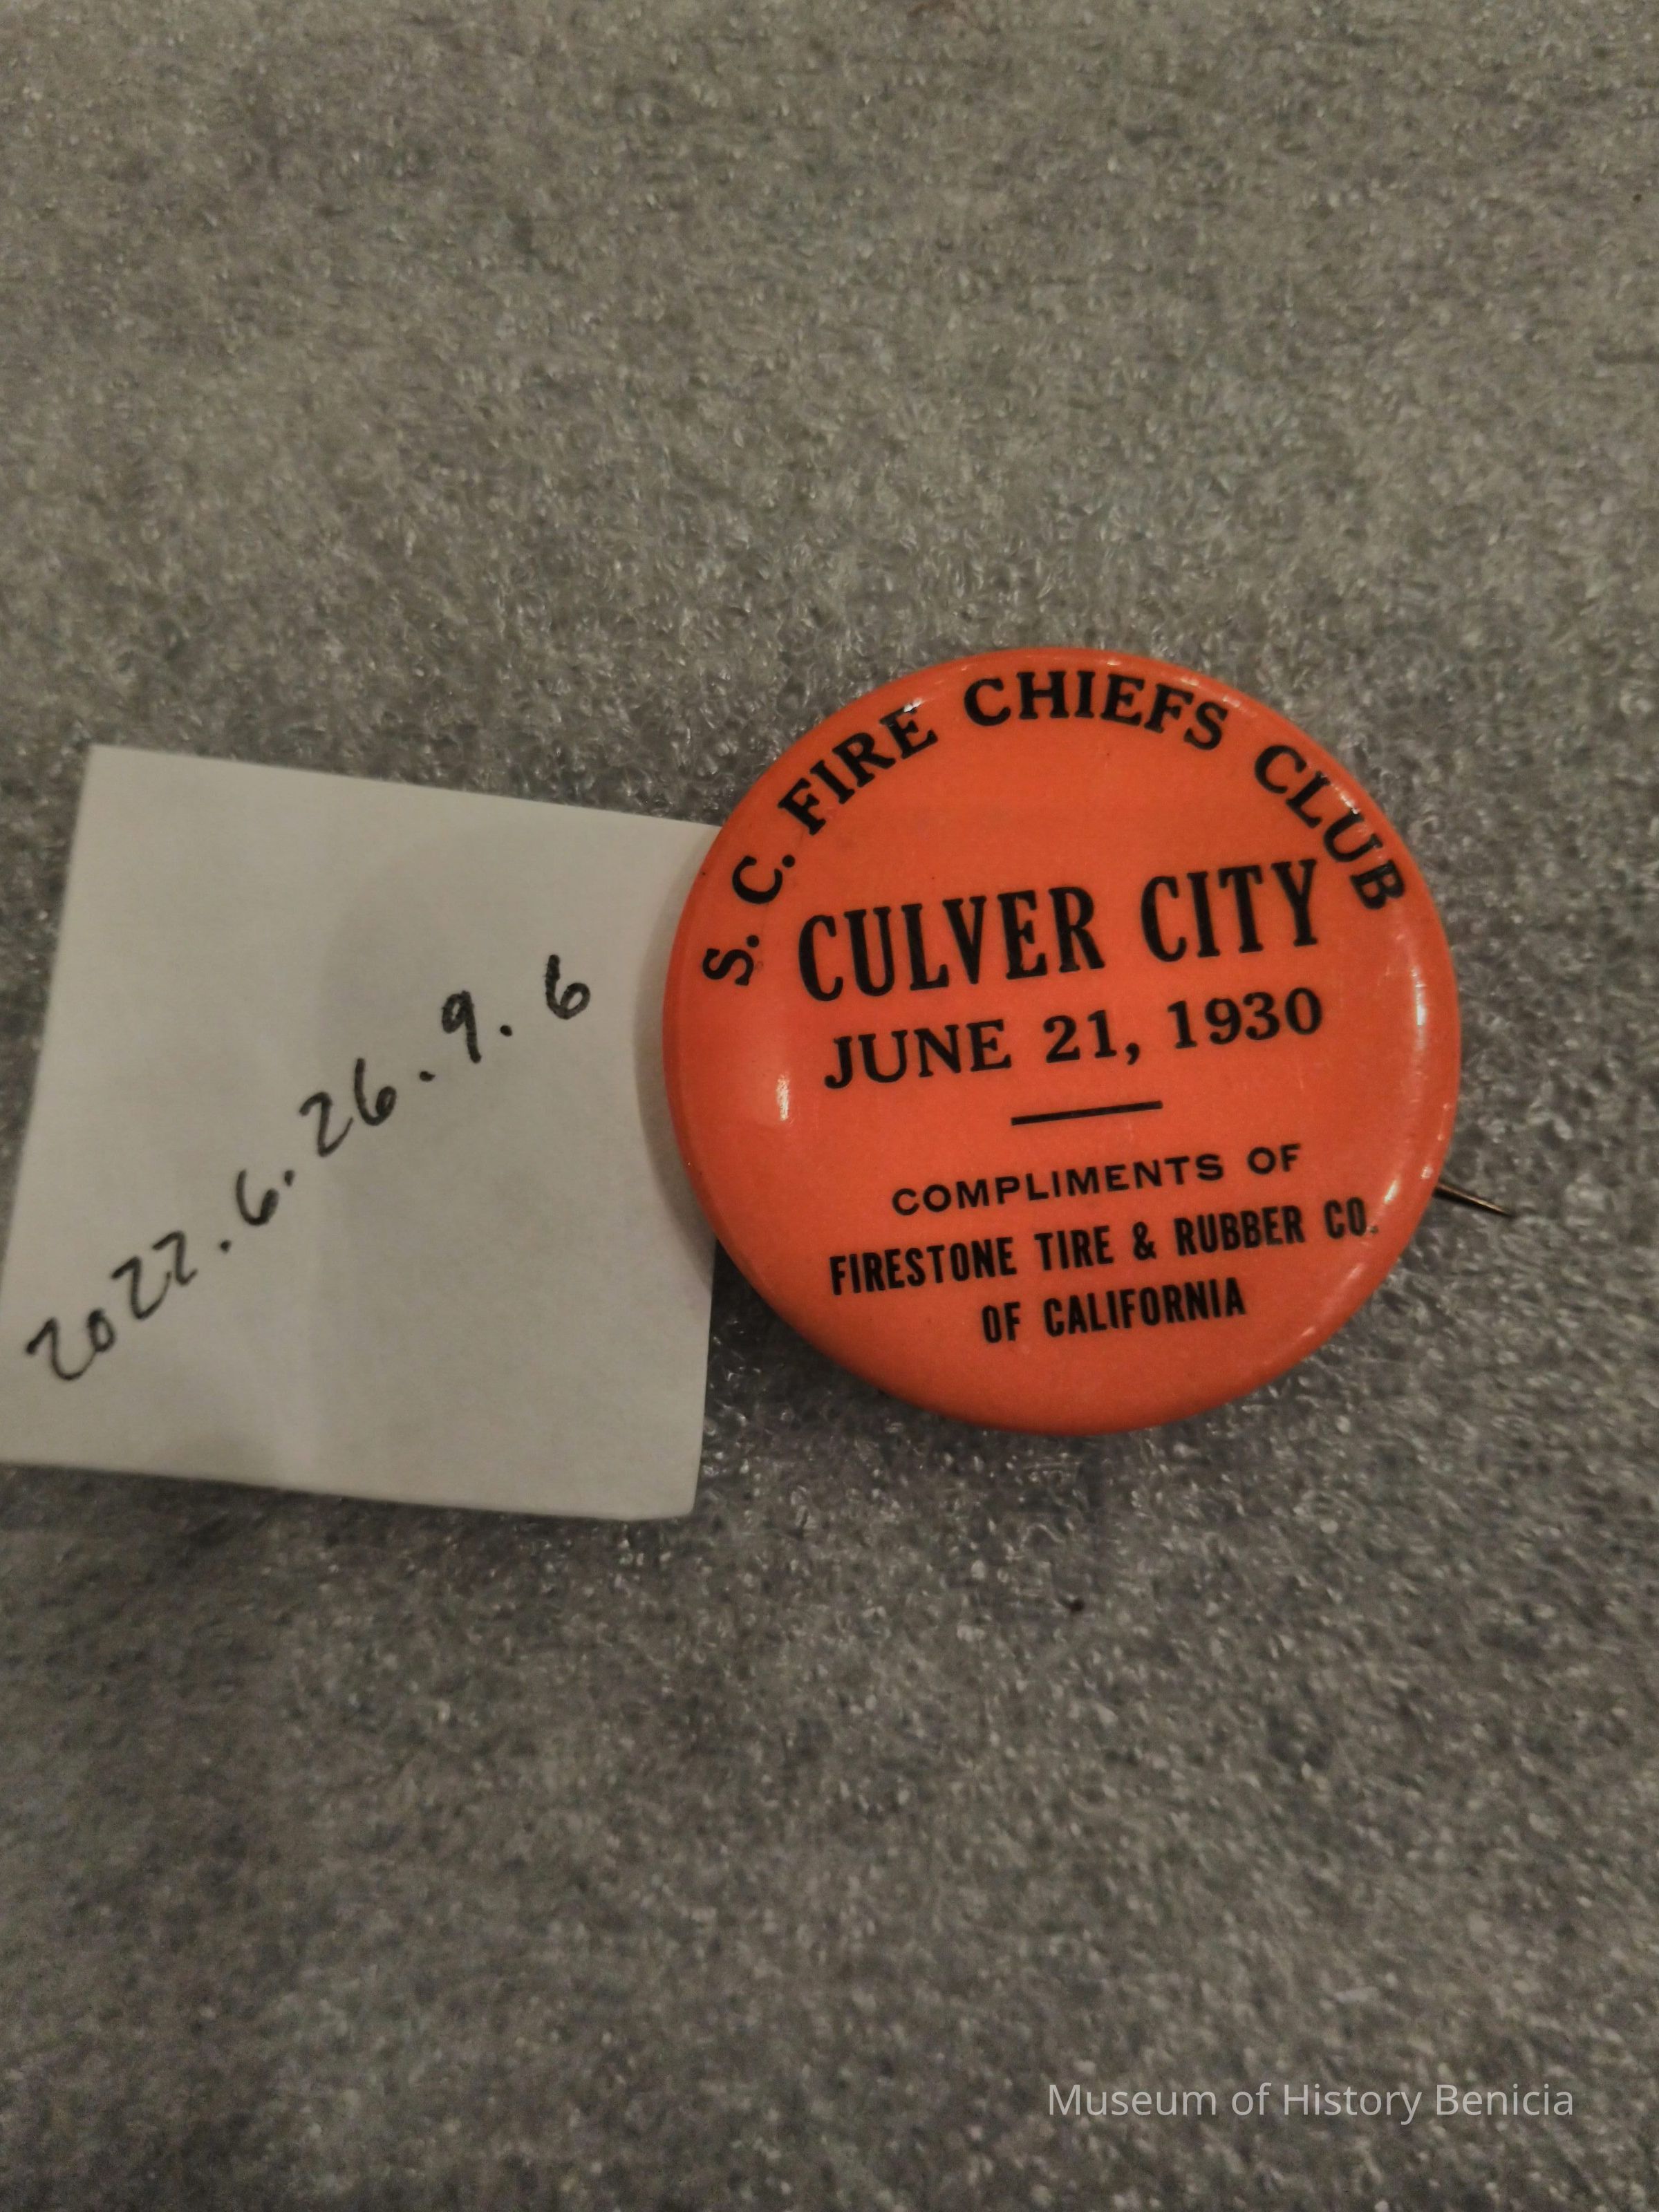 S. C. FIRE CHIEFS CLUB
CULVER CITY
JUNE 21, 1930
COMPLIMENTS OF
FIRESTONE TIRE & RUBBER CO.
OF CALIFORNIA
2022.6.26.9.6
Museum of History Benicia